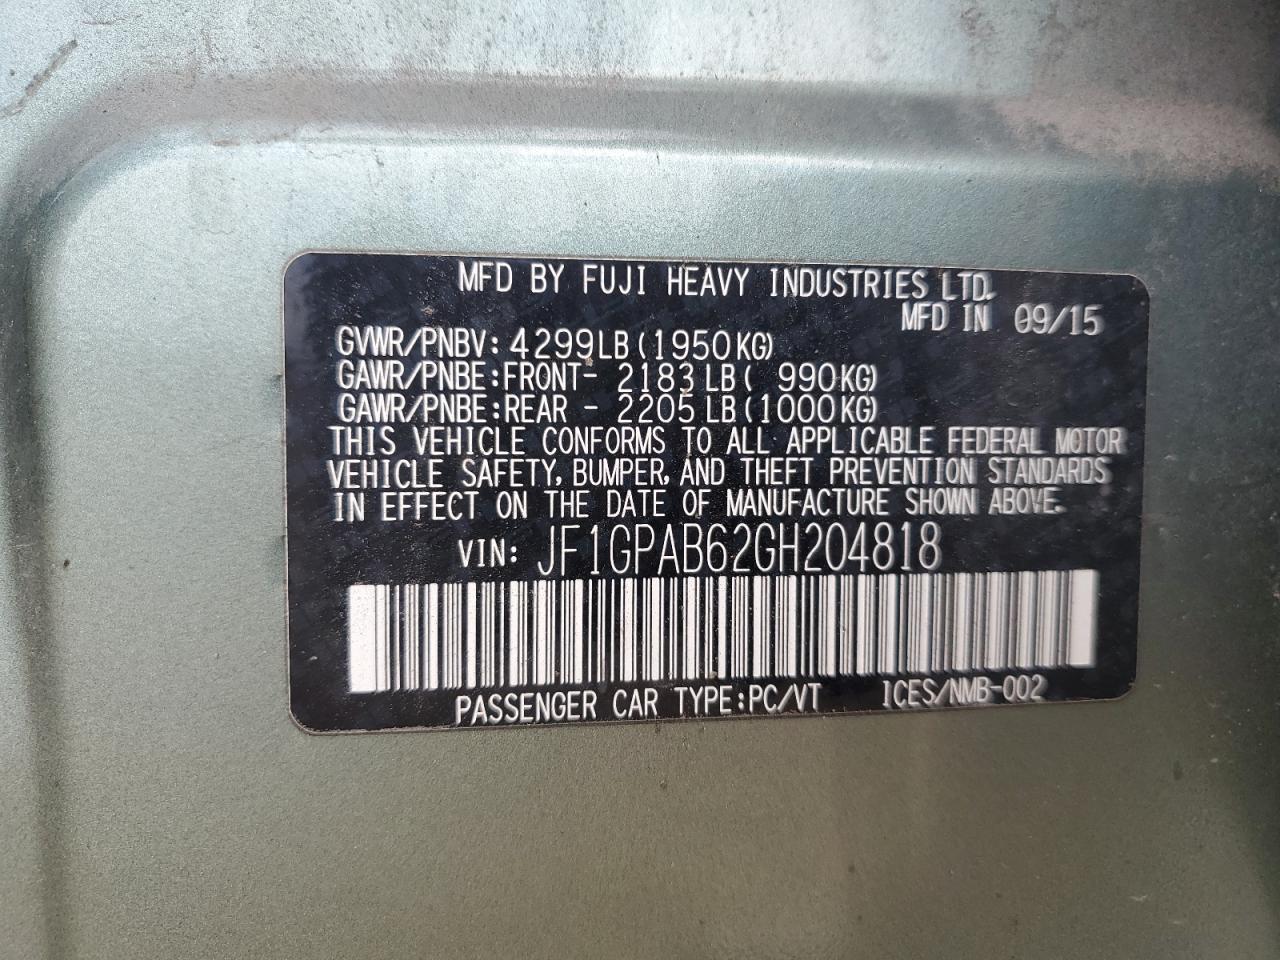 MFD BY FUJI HEAVY INDUSTRIES LTD.
MFD IN 09/15
GVWR/PNBV: 4299LB (1950KG)
GAWR/PNBE:FRONT- 2183 LB ( 990KG)
GAWR/PNBE:REAR - 2205 LB (1000KG)
THIS VEHICLE CONFORMS TO ALL APPLICABLE FEDERAL MOTOR
VEHICLE SAFETY, BUMPER, AND THEFT PREVENTION STANDARDS
IN EFFECT ON THE DATE OF MANUFACTURE SHOWN ABOVE.
VIN: JF1GPAB62GH204818
PASSENGER CAR TYPE:PC/VT ICES/NMB-002